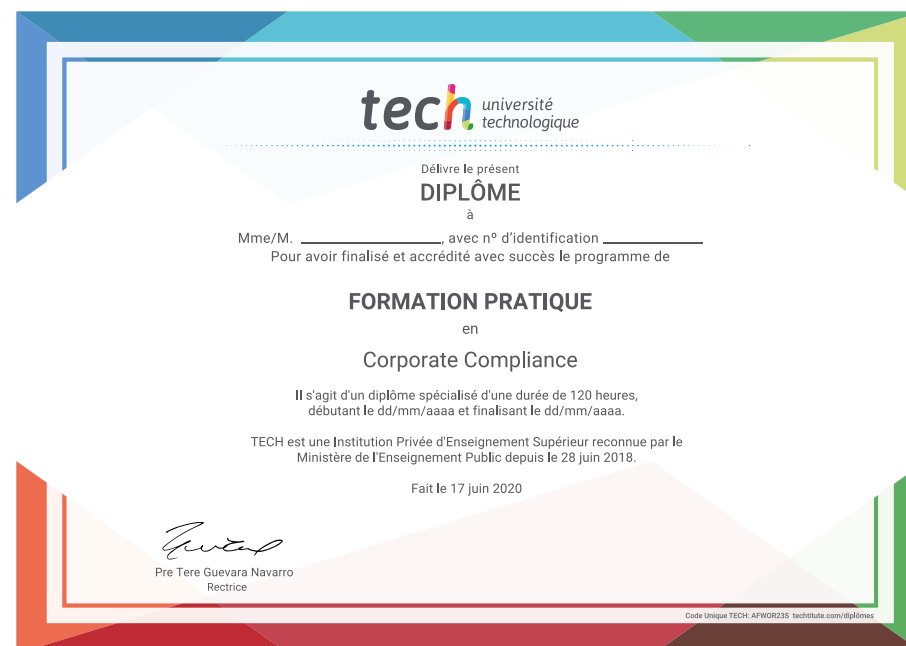 tech université
technologique
Délivre le présent
DIPLÔME
à
Mme/M. ____________________, avec nº d'identification ______________
Pour avoir finalisé et accrédité avec succès le programme de
FORMATION PRATIQUE
en
Corporate Compliance
Il s'agit d'un diplôme spécialisé d'une durée de 120 heures,
débutant le dd/mm/aaaa et finalisant le dd/mm/aaaa.
TECH est une Institution Privée d'Enseignement Supérieur reconnue par le
Ministère de l'Enseignement Public depuis le 28 juin 2018.
Fait le 17 juin 2020
Pre Tere Guevara Navarro
Rectrice
Code Unique TECH: AFWOR23S techtitute.com/diplômes